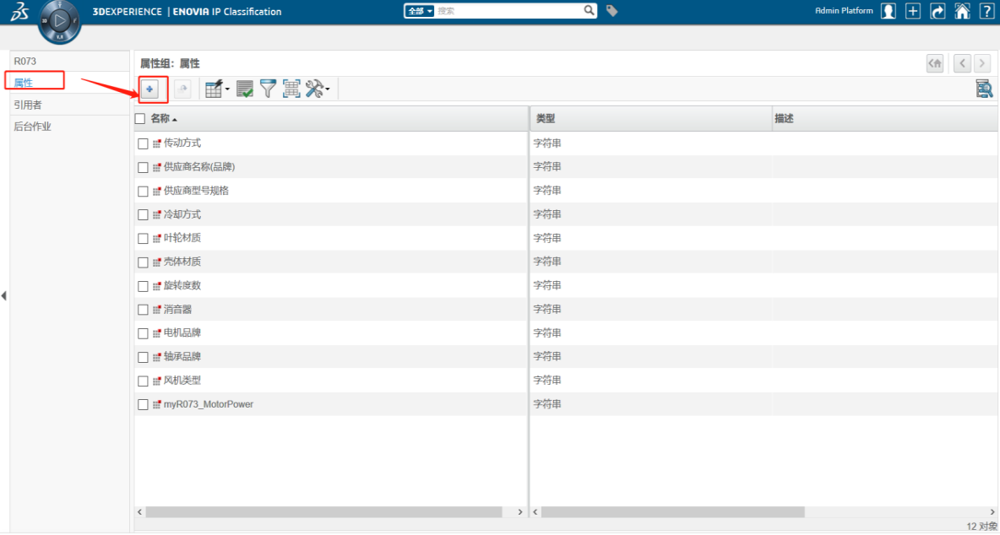 3DEXPERIENCE | ENOVIA IP Classification
全部 搜索
Admin Platform
3D
V.R
R073
属性
引用者
后台作业
属性组: 属性
名称 类型 描述
传动方式 字符串
供应商名称(品牌) 字符串
供应商型号规格 字符串
冷却方式 字符串
叶轮材质 字符串
壳体材质 字符串
旋转度数 字符串
消音器 字符串
电机品牌 字符串
轴承品牌 字符串
风机类型 字符串
myR073_MotorPower 字符串
12 对象